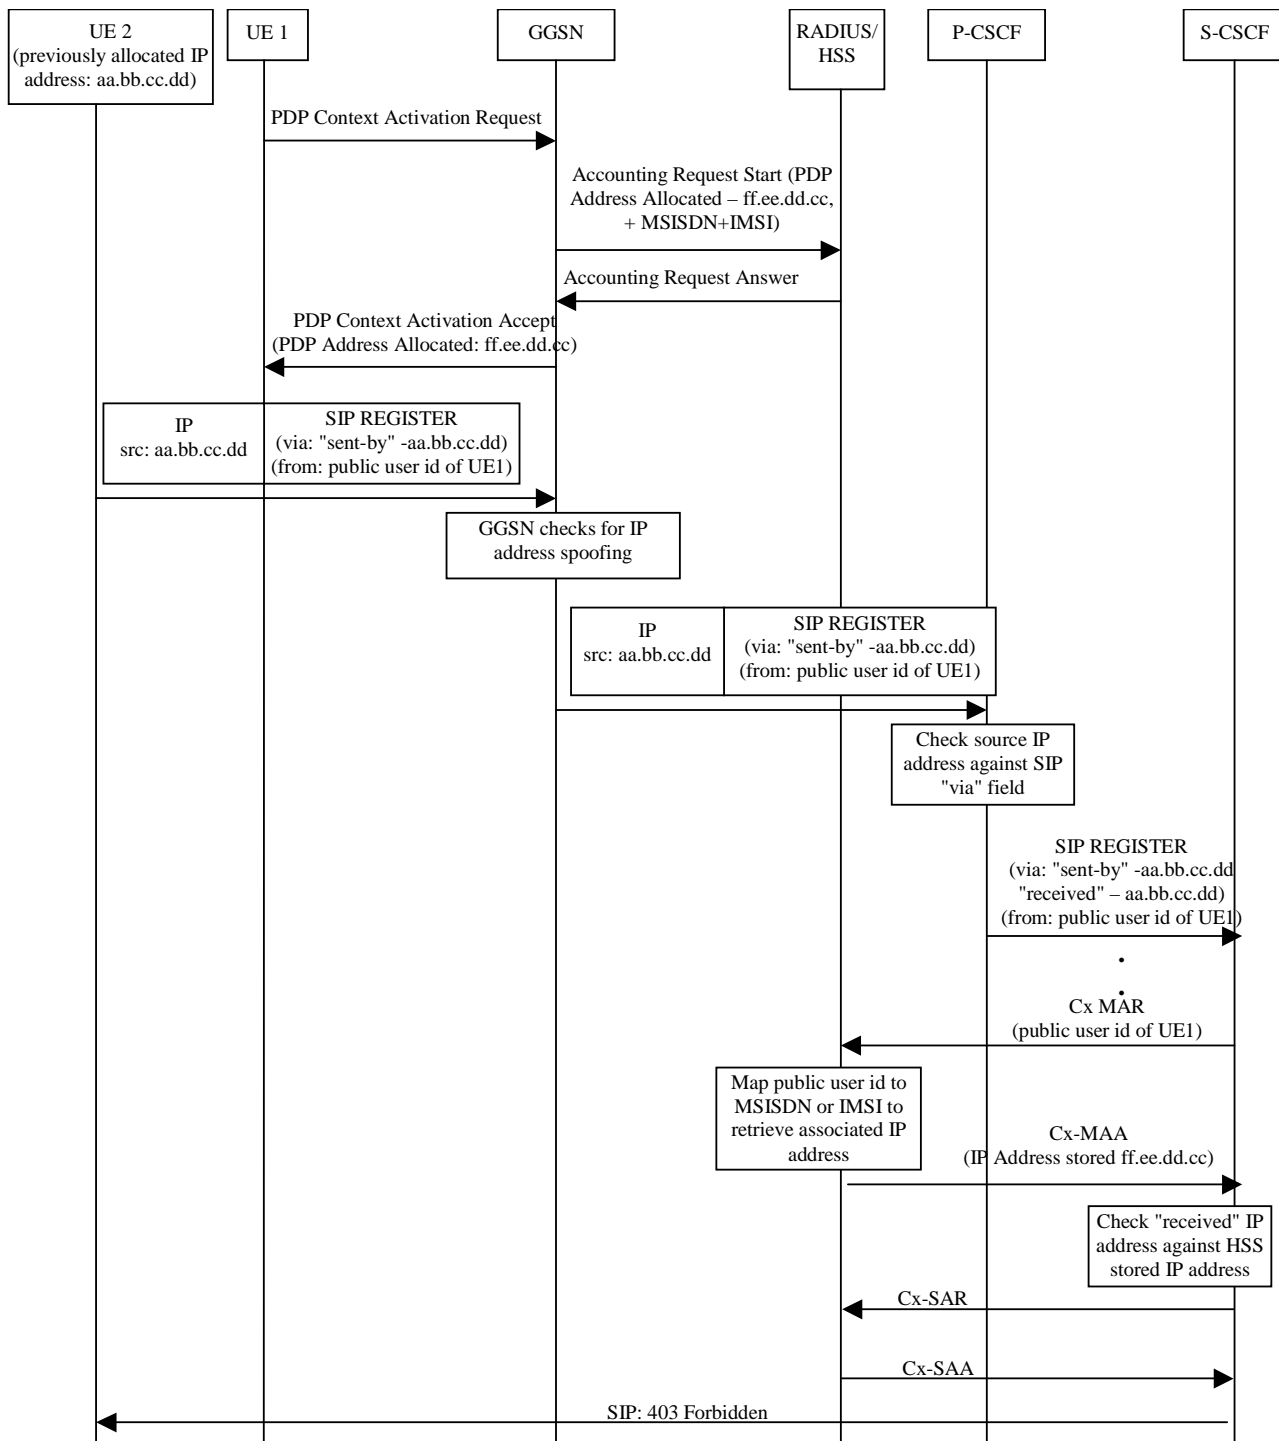 UE 2
(previously allocated IP
address: aa.bb.cc.dd)
UE 1
GGSN
RADIUS/
HSS
P-CSCF
S-CSCF
PDP Context Activation Request
Accounting Request Start (PDP
Address Allocated – ff.ee.dd.cc,
+ MSISDN+IMSI)
Accounting Request Answer
PDP Context Activation Accept
(PDP Address Allocated: ff.ee.dd.cc)
IP
src: aa.bb.cc.dd
SIP REGISTER
(via: "sent-by" -aa.bb.cc.dd)
(from: public user id of UE1)
GGSN checks for IP
address spoofing
IP
src: aa.bb.cc.dd
SIP REGISTER
(via: "sent-by" -aa.bb.cc.dd)
(from: public user id of UE1)
Check source IP
address against SIP
"via" field
SIP REGISTER
(via: "sent-by" -aa.bb.cc.dd
"received" – aa.bb.cc.dd)
(from: public user id of UE1)
.
.
Cx MAR
(public user id of UE1)
Map public user id to
MSISDN or IMSI to
retrieve associated IP
address
Cx-MAA
(IP Address stored ff.ee.dd.cc)
Check "received" IP
address against HSS
stored IP address
Cx-SAR
Cx-SAA
SIP: 403 Forbidden